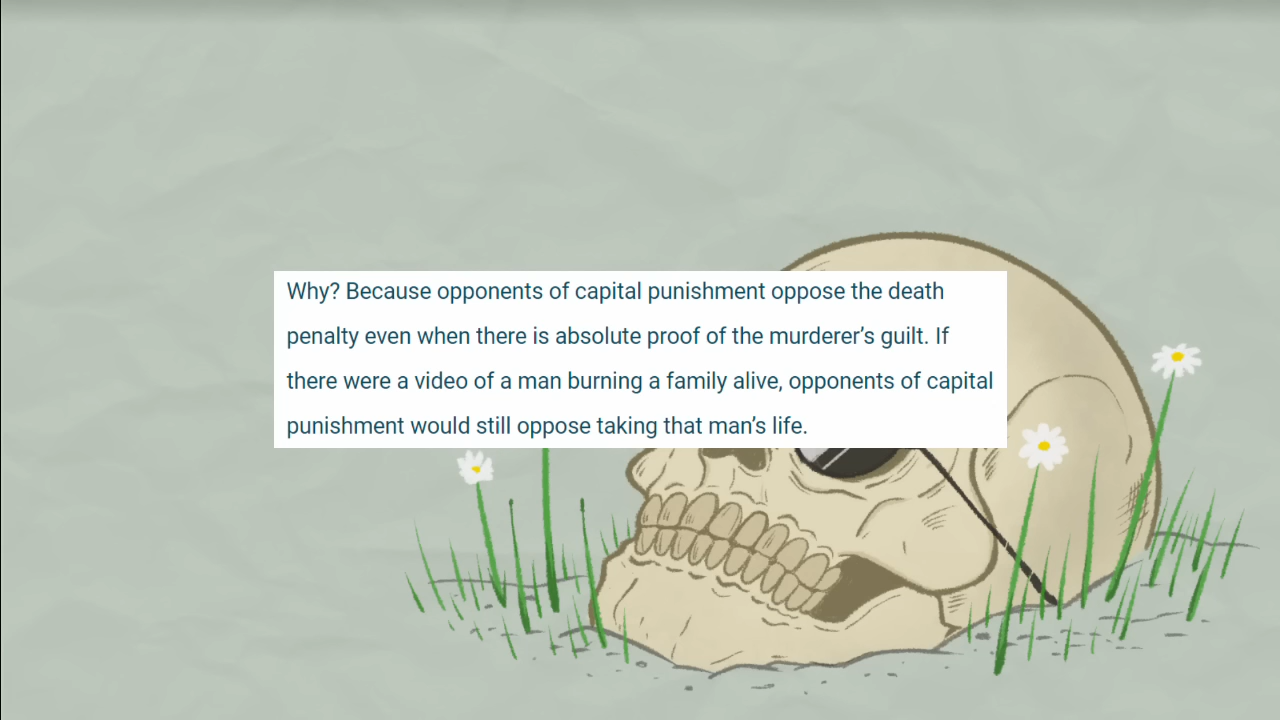 Why? Because opponents of capital punishment oppose the death
penalty even when there is absolute proof of the murderer’s guilt. If
there were a video of a man burning a family alive, opponents of capital
punishment would still oppose taking that man’s life.